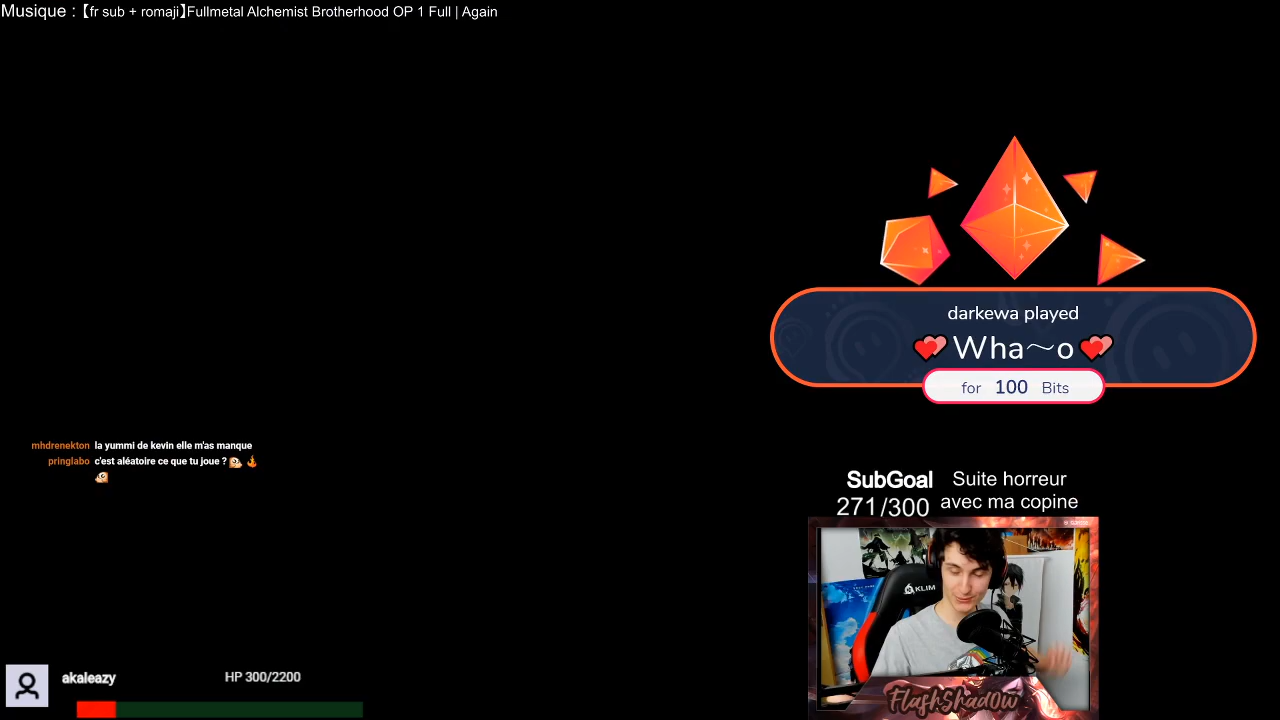 Musique : 【fr sub + romaji】Fullmetal Alchemist Brotherhood OP 1 Full | Again
darkewa played
Wha～o
for 100 Bits
mhdrenekton la yummi de kevin elle m'as manque
pringlabo c'est aléatoire ce que tu joue ?
SubGoal
271/300
Suite horreur
avec ma copine
KLIM
FlashShad0w
akaleazy
HP 300/2200